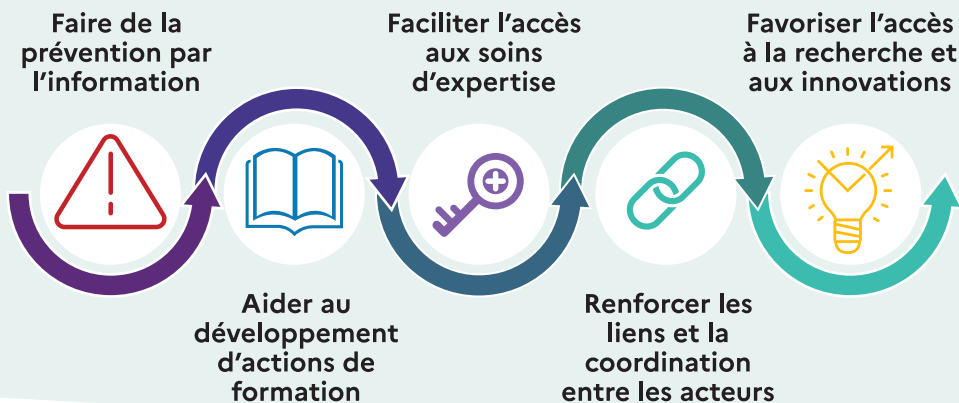 Faire de la
prévention par
l’information
Aider au
développement
d’actions de
formation
Faciliter l’accès
aux soins
d’expertise
Renforcer les
liens et la
coordination
entre les acteurs
Favoriser l’accès
à la recherche et
aux innovations